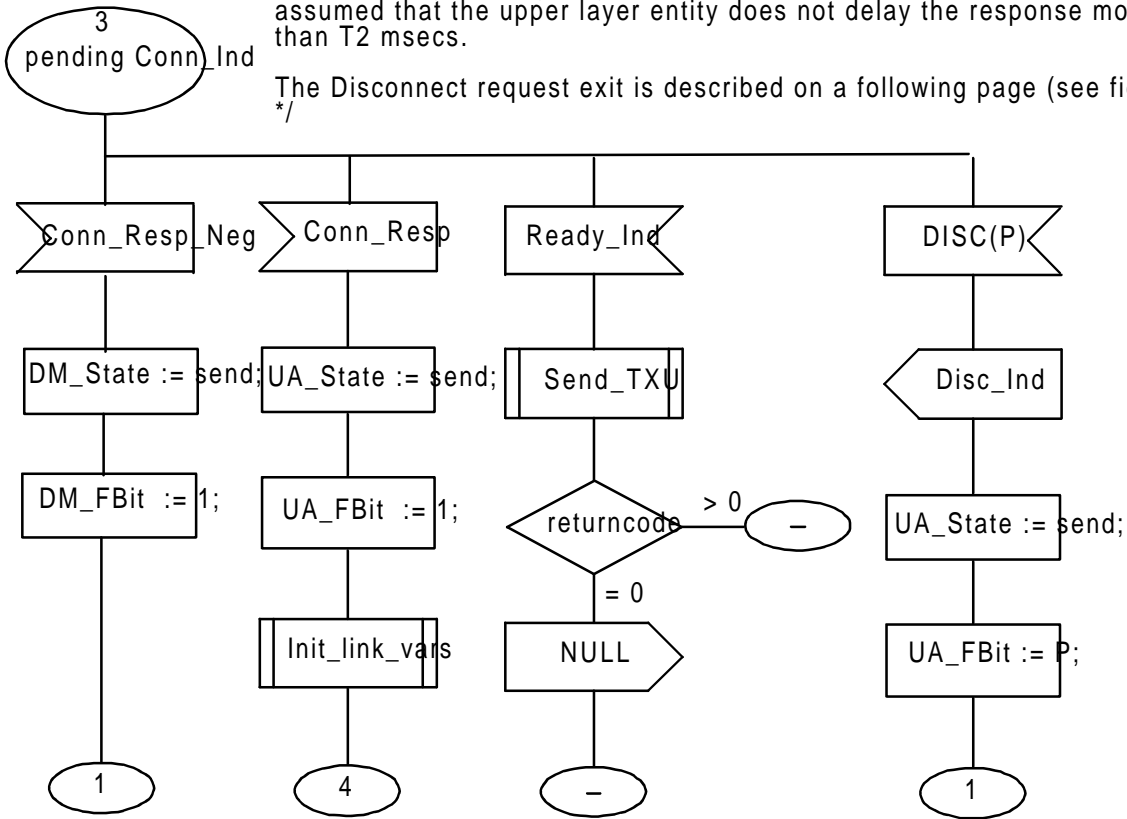 assumed that the upper layer entity does not delay the response mo
than T2 msecs.
The Disconnect request exit is described on a following page (see fi
*/
3
pending Conn_Ind
Conn_Resp_Neg
Conn_Resp
Ready_Ind
DISC(P)
DM_State := send;
UA_State := send;
Send_TXU
Disc_Ind
DM_FBit := 1;
UA_FBit := 1;
returncode
> 0
–
UA_State := send;
= 0
Init_link_vars
NULL
UA_FBit := P;
1
4
–
1